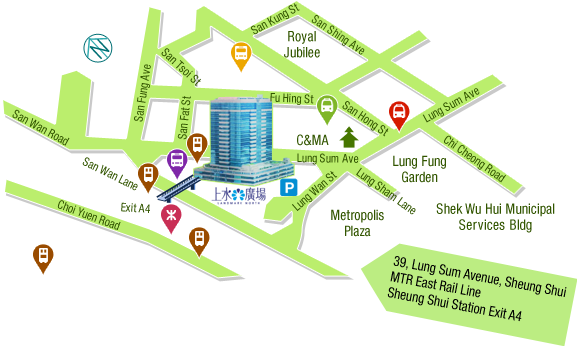 San Kung St
San Shing Ave
Royal
Jubilee
San Tsoi St
San Fung Ave
San Fat St
Fu Hing St
San Hong St
Lung Sum Ave
San Wan Road
C&MA
Lung Sum Ave
Chi Cheong Road
San Wan Lane
Lung Fung
Garden
Lung Wan St
Lung Sham Lane
P
上水廣場
LANDMARK NORTH
Choi Yuen Road
Exit A4
Metropolis
Plaza
Shek Wu Hui Municipal
Services Bldg
39, Lung Sum Avenue, Sheung Shui
MTR East Rail Line
Sheung Shui Station Exit A4